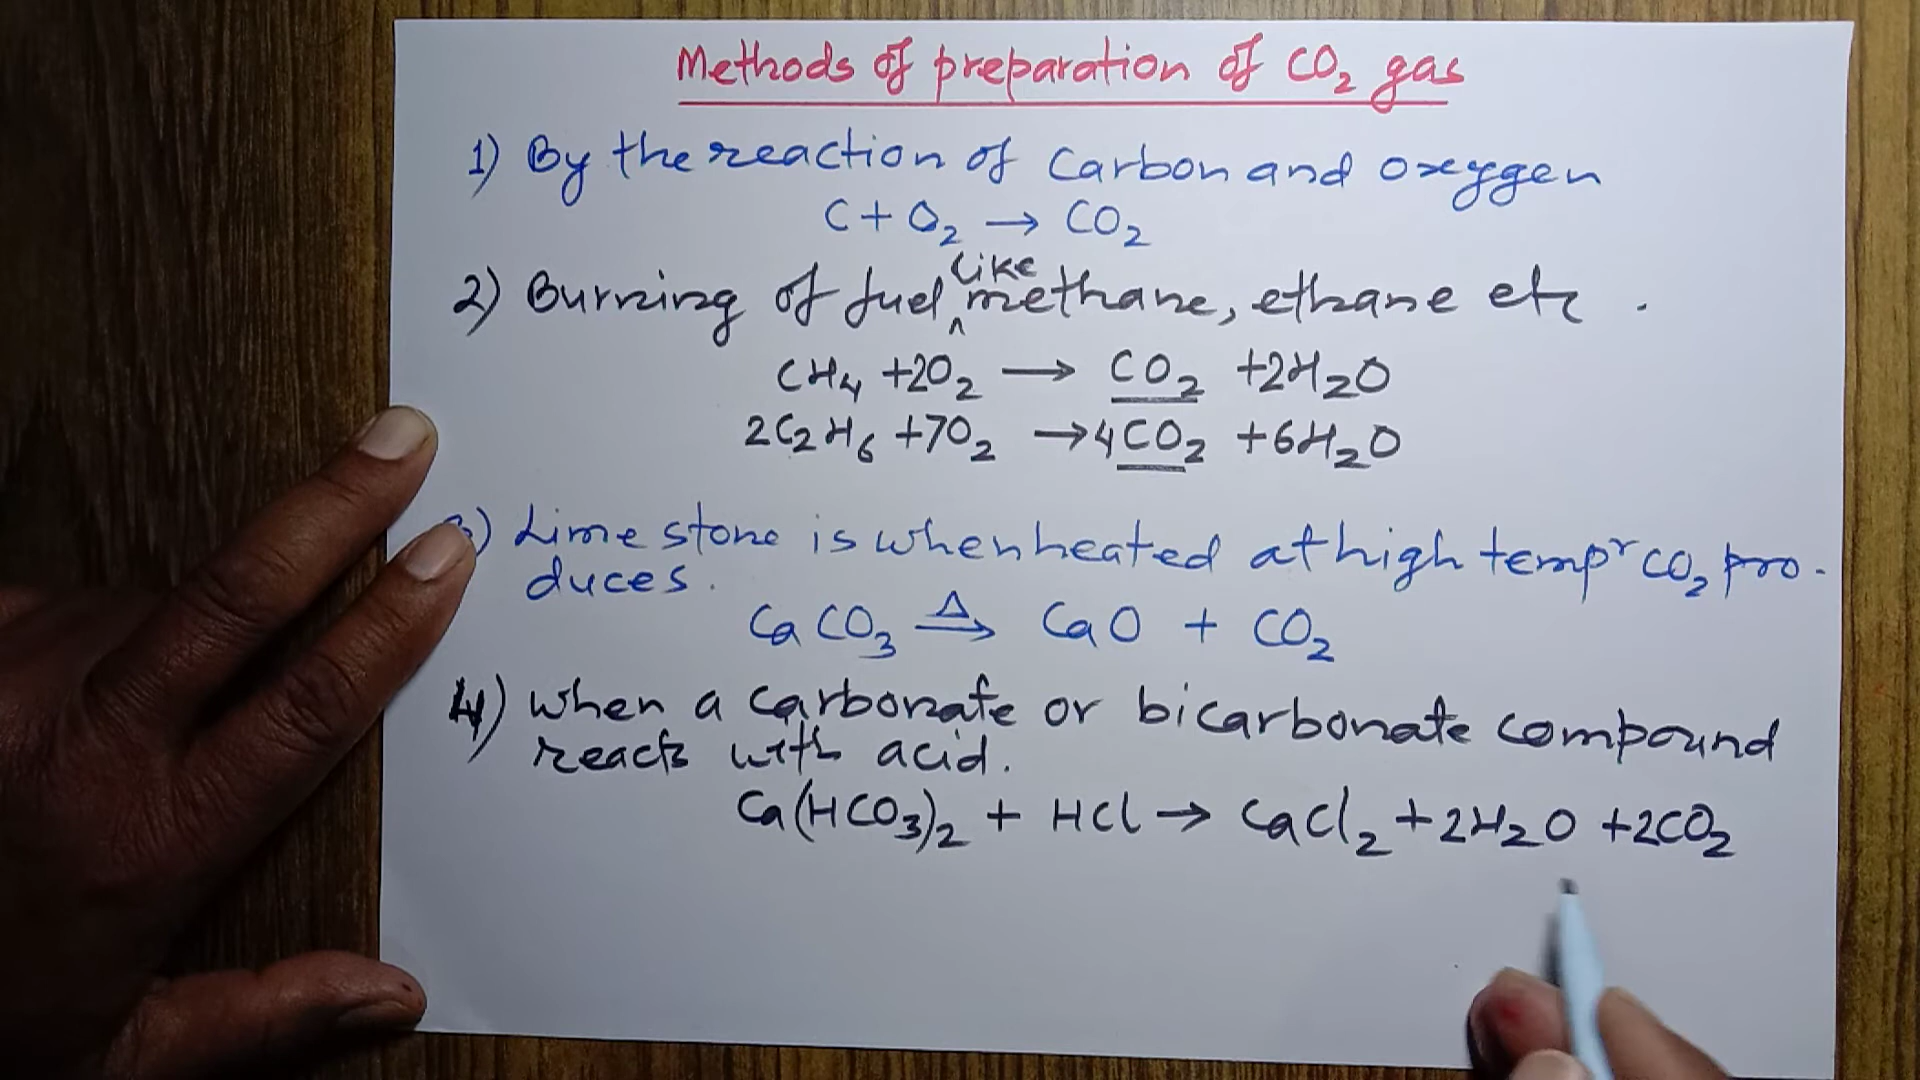 Methods of preparation of CO₂ gas
1) By the reaction of Carbon and oxygen
C + O₂ → CO₂
2) Burning of fuel like methane, ethane etc .
CH₄ +2O₂ → CO₂ +2H₂O
2C₂H₆ +7O₂ → 4CO₂ +6H₂O
3) Lime stone is when heated at high tempr CO₂ pro-
duces.
CaCO₃ △→ CaO + CO₂
4) when a carbonate or bicarbonate compound
reacts with acid.
Ca(HCO₃)₂ + HCl → CaCl₂ +2H₂O +2CO₂